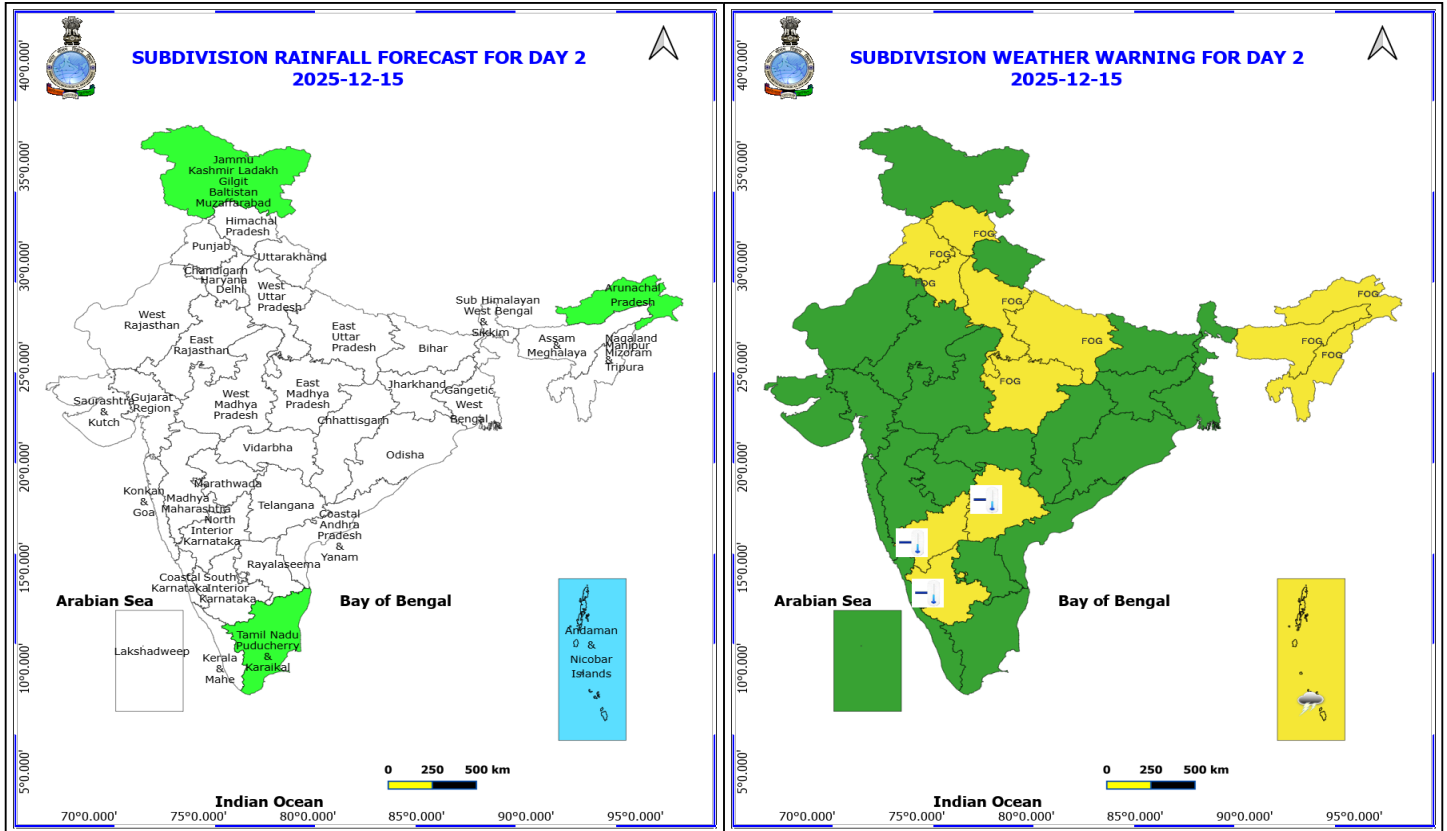 SUBDIVISION RAINFALL FORECAST FOR DAY 2
2025-12-15
40°0.000'
35°0.000'
30°0.000'
25°0.000'
20°0.000'
15°0.000'
10°0.000'
5°0.000'
Jammu
Kashmir Ladakh
Gilgit
Baltistan
Muzaffarabad
Himachal
Pradesh
Punjab
Uttarakhand
Chandigarh
Haryana
Delhi
West
Uttar
Pradesh
Arunachal
Pradesh
Sub Himalayan
West Bengal
&
Sikkim
West
Rajasthan
East
Rajasthan
East
Uttar
Pradesh
Bihar
Assam
&
Meghalaya
Nagaland
Manipur
Mizoram
&
Tripura
Saurashtra
&
Kutch
Gujarat
Region
West
Madhya
Pradesh
East
Madhya
Pradesh
Jharkhand
Gangetic
West
Bengal
Chhattisgarh
Vidarbha
Odisha
Konkan
&
Goa
Madhya
Maharashtra
Marathwada
North
Interior
Karnataka
Telangana
Coastal
Andhra
Pradesh
&
Yanam
Rayalaseema
Coastal
Karnataka
South
Interior
Karnataka
Arabian Sea
Bay of Bengal
Lakshadweep
Kerala
&
Mahe
Tamil Nadu
Puducherry
&
Karaikal
Andaman
&
Nicobar
Islands
0 250 500 km
Indian Ocean
70°0.000' 75°0.000' 80°0.000' 85°0.000' 90°0.000' 95°0.000'
SUBDIVISION WEATHER WARNING FOR DAY 2
2025-12-15
40°0.000'
35°0.000'
30°0.000'
25°0.000'
20°0.000'
15°0.000'
10°0.000'
5°0.000'
FOG
FOG
FOG
FOG
FOG
FOG
FOG
FOG
FOG
Arabian Sea
Bay of Bengal
0 250 500 km
Indian Ocean
70°0.000' 75°0.000' 80°0.000' 85°0.000' 90°0.000' 95°0.000'